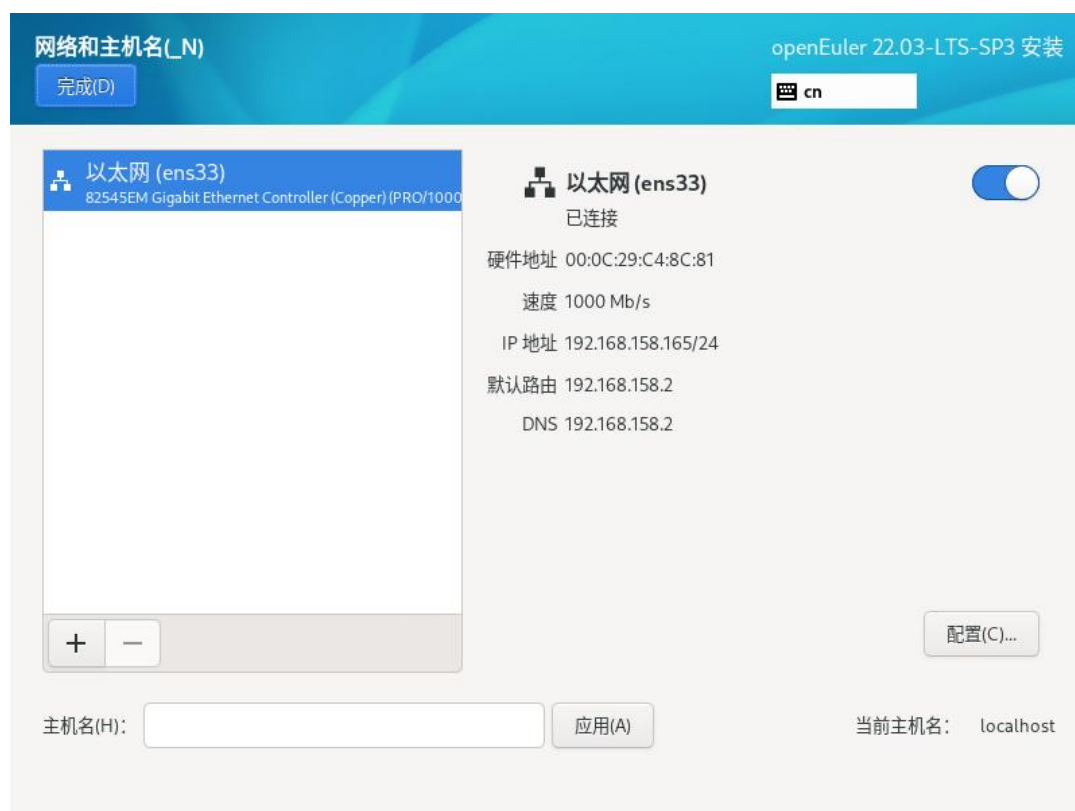 网络和主机名(_N)
openEuler 22.03-LTS-SP3 安装
完成(D)
cn
以太网 (ens33)
82545EM Gigabit Ethernet Controller (Copper) (PRO/1000
以太网 (ens33)
已连接
硬件地址 00:0C:29:C4:8C:81
速度 1000 Mb/s
IP 地址 192.168.158.165/24
默认路由 192.168.158.2
DNS 192.168.158.2
配置(C)...
主机名(H):
应用(A)
当前主机名: localhost